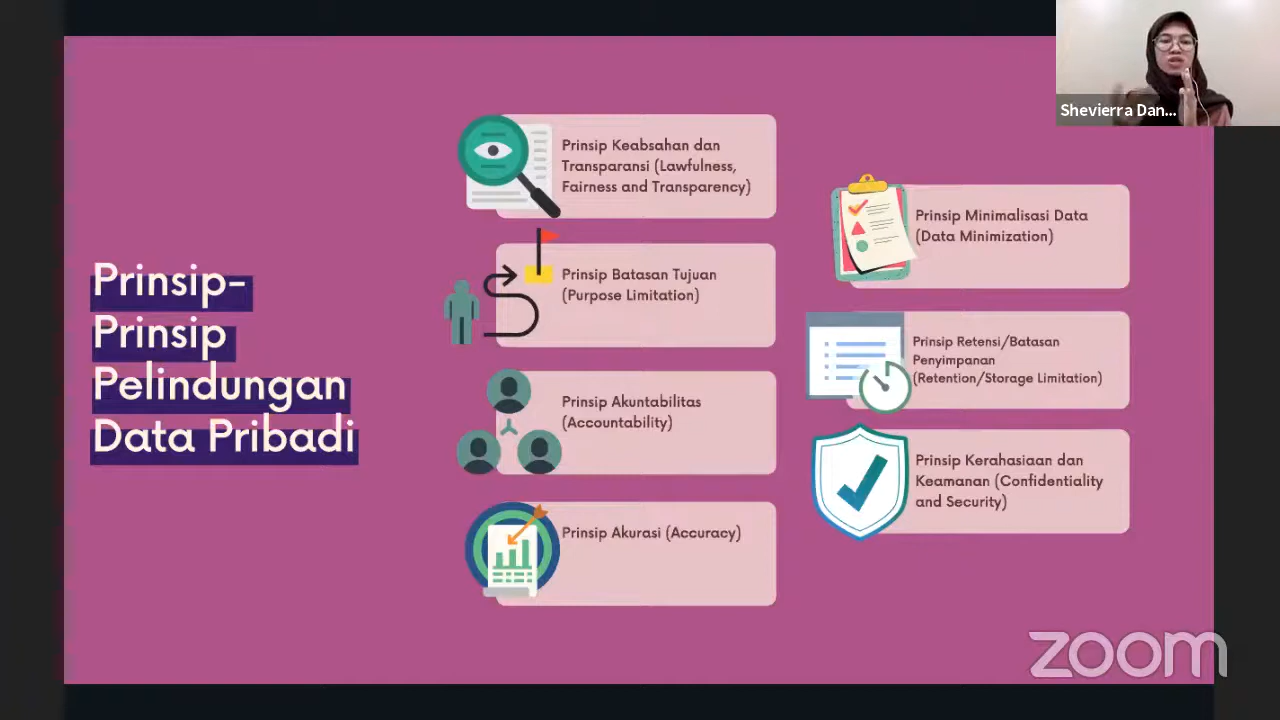 Prinsip-
Prinsip
Pelindungan
Data Pribadi
Prinsip Keabsahan dan
Transparansi (Lawfulness,
Fairness and Transparency)
Prinsip Batasan Tujuan
(Purpose Limitation)
Prinsip Akuntabilitas
(Accountability)
Prinsip Akurasi (Accuracy)
Prinsip Minimalisasi Data
(Data Minimization)
Prinsip Retensi/Batasan
Penyimpanan
(Retention/Storage Limitation)
Prinsip Kerahasiaan dan
Keamanan (Confidentiality
and Security)
Shevierra Dan...
zoom